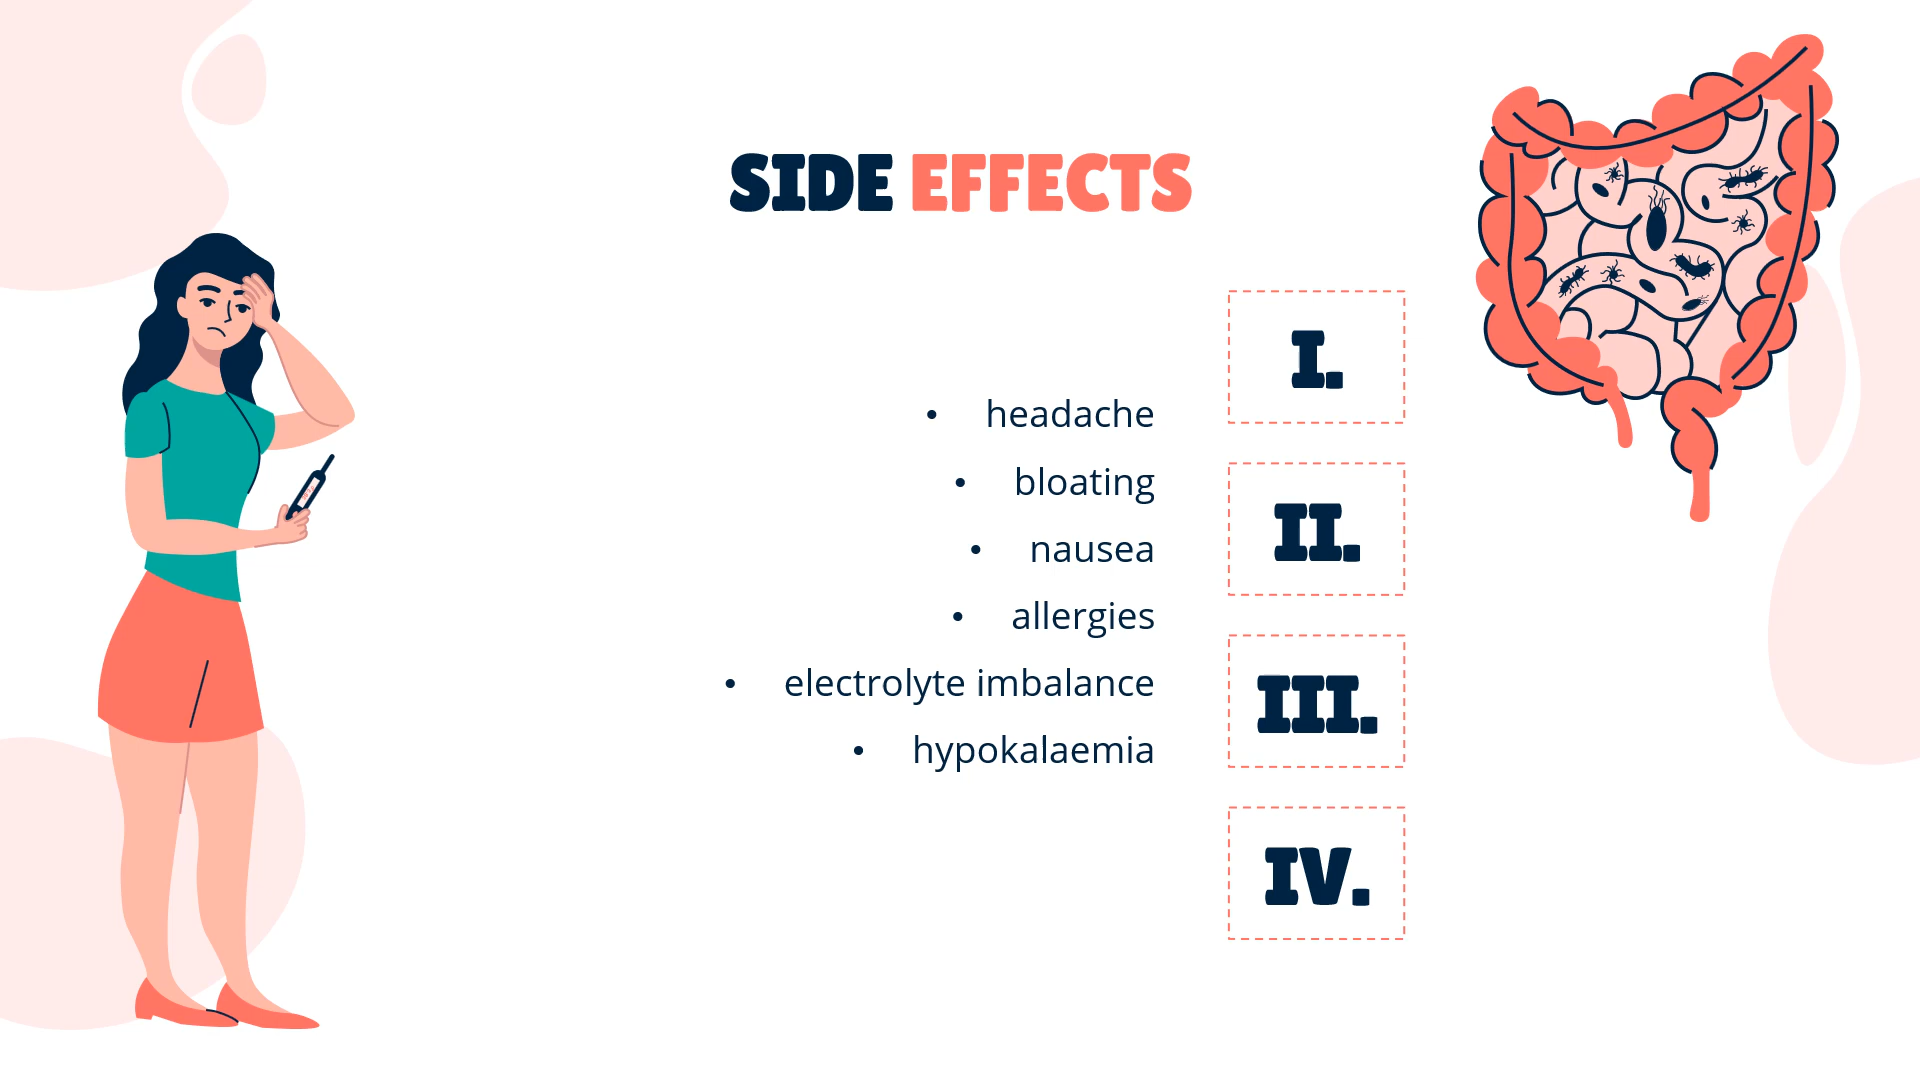 SIDE EFFECTS
• headache
• bloating
• nausea
• allergies
• electrolyte imbalance
• hypokalaemia
I.
II.
III.
IV.